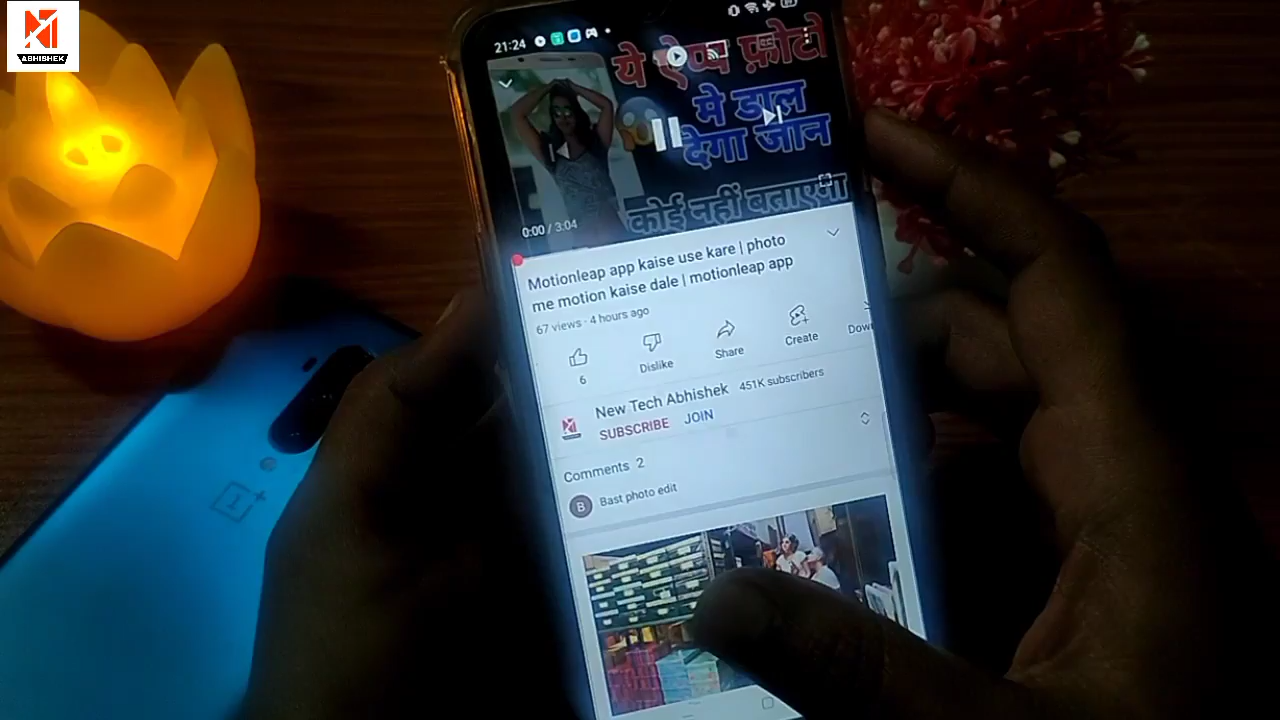 ABHISHEK
21:24
ये ऐप्प फ़ोटो
मे डाल
देगा जान
कोई नहीं बताएगा
0:00 / 3:04
Motionleap app kaise use kare | photo
me motion kaise dale | motionleap app
67 views · 4 hours ago
6
Dislike
Share
Create
Down
New Tech Abhishek 451K subscribers
SUBSCRIBE JOIN
Comments 2
B Bast photo edit